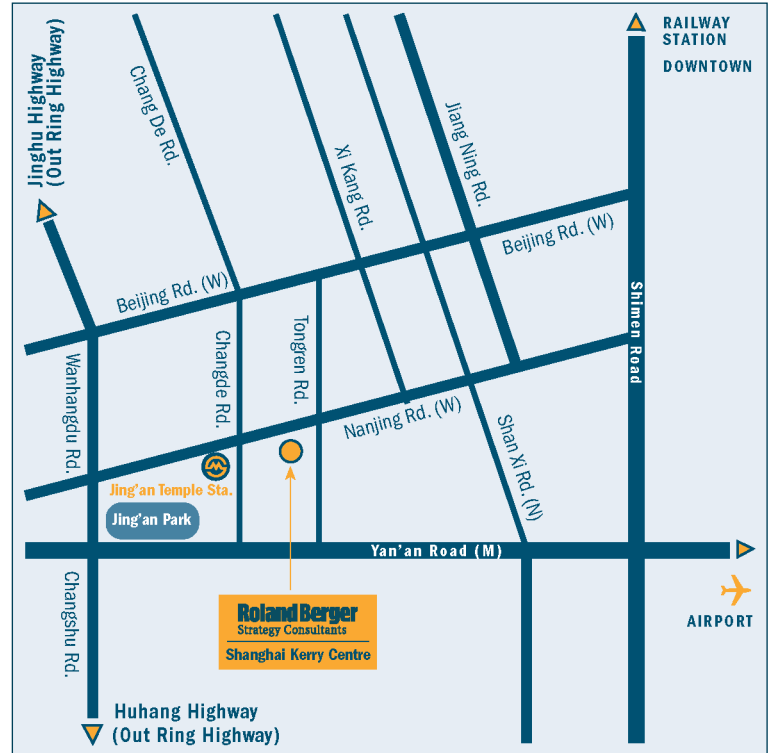 RAILWAY
STATION
DOWNTOWN
Jinghu Highway
(Out Ring Highway)
Chang De Rd.
Xi Kang Rd.
Jiang Ning Rd.
Beijing Rd. (W)
Beijing Rd. (W)
Shimen Road
Wanhangdu Rd.
Changde Rd.
Tongren Rd.
Nanjing Rd. (W)
Shan Xi Rd. (N)
Jing'an Temple Sta.
Jing'an Park
Yan'an Road (M)
Changshu Rd.
Roland Berger
Strategy Consultants
Shanghai Kerry Centre
AIRPORT
Huhang Highway
(Out Ring Highway)